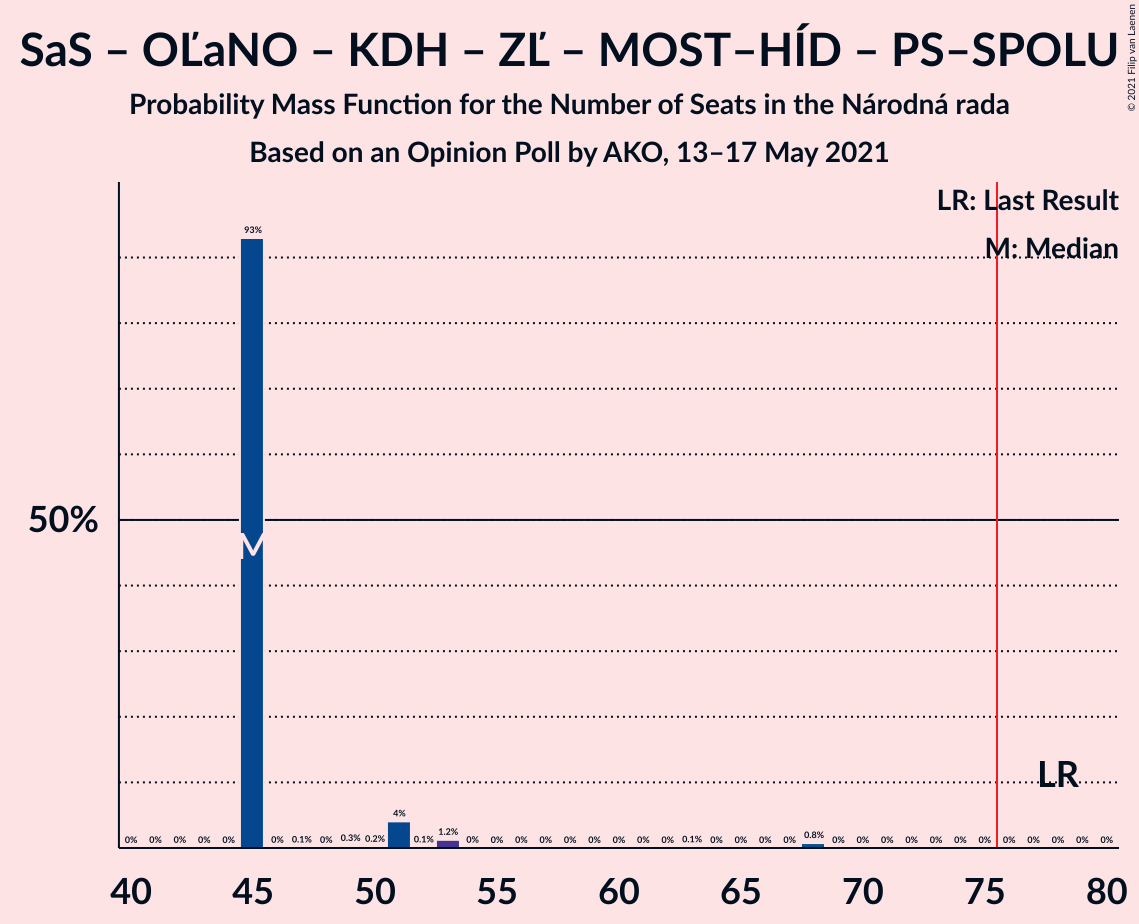 SaS – OĽaNO – KDH – ZĽ – MOST–HÍD – PS–SPOLU
Probability Mass Function for the Number of Seats in the Národná rada
Based on an Opinion Poll by AKO, 13–17 May 2021
© 2021 Filip van Laenen
LR: Last Result
M: Median
93%
50%
M
LR
4%
1.2%
0.8%
0% 0% 0% 0% 0% 0% 0.1% 0% 0.3% 0.2% 0.1% 0% 0% 0% 0% 0% 0% 0% 0% 0% 0.1% 0% 0% 0% 0% 0% 0% 0% 0% 0% 0% 0% 0% 0% 0% 0%
40 45 50 55 60 65 70 75 80